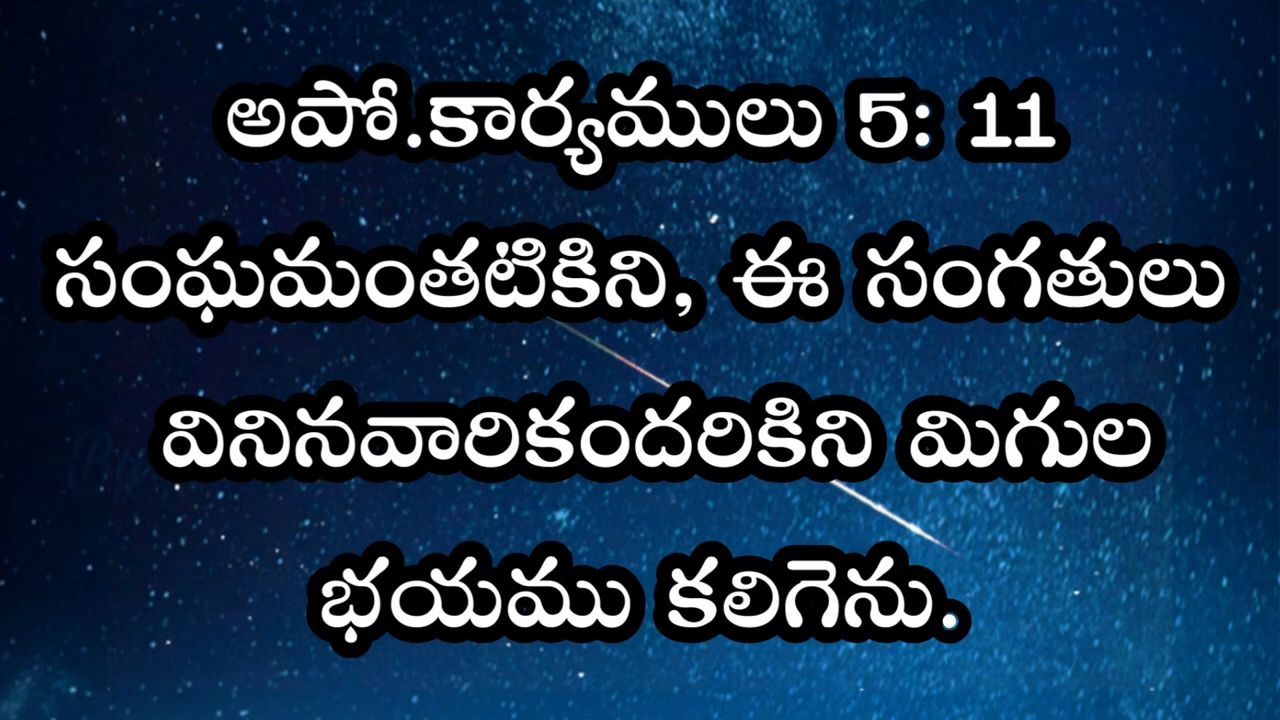 అపో.కార్యములు 5: 11
సంఘమంతటికిని, ఈ సంగతులు
వినినవారికందరికిని మిగుల
భయము కలిగెను.